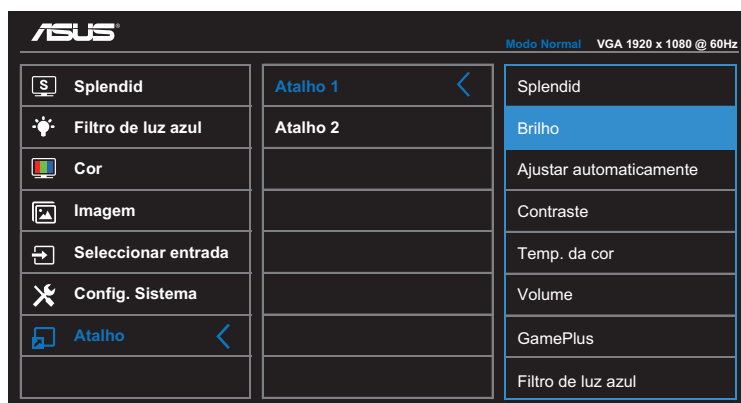 ASUS
Modo Normal VGA 1920 x 1080 @ 60Hz
S Splendid
Filtro de luz azul
Cor
Imagem
Seleccionar entrada
Config. Sistema
Atalho
Atalho 1
Atalho 2
Splendid
Brilho
Ajustar automaticamente
Contraste
Temp. da cor
Volume
GamePlus
Filtro de luz azul